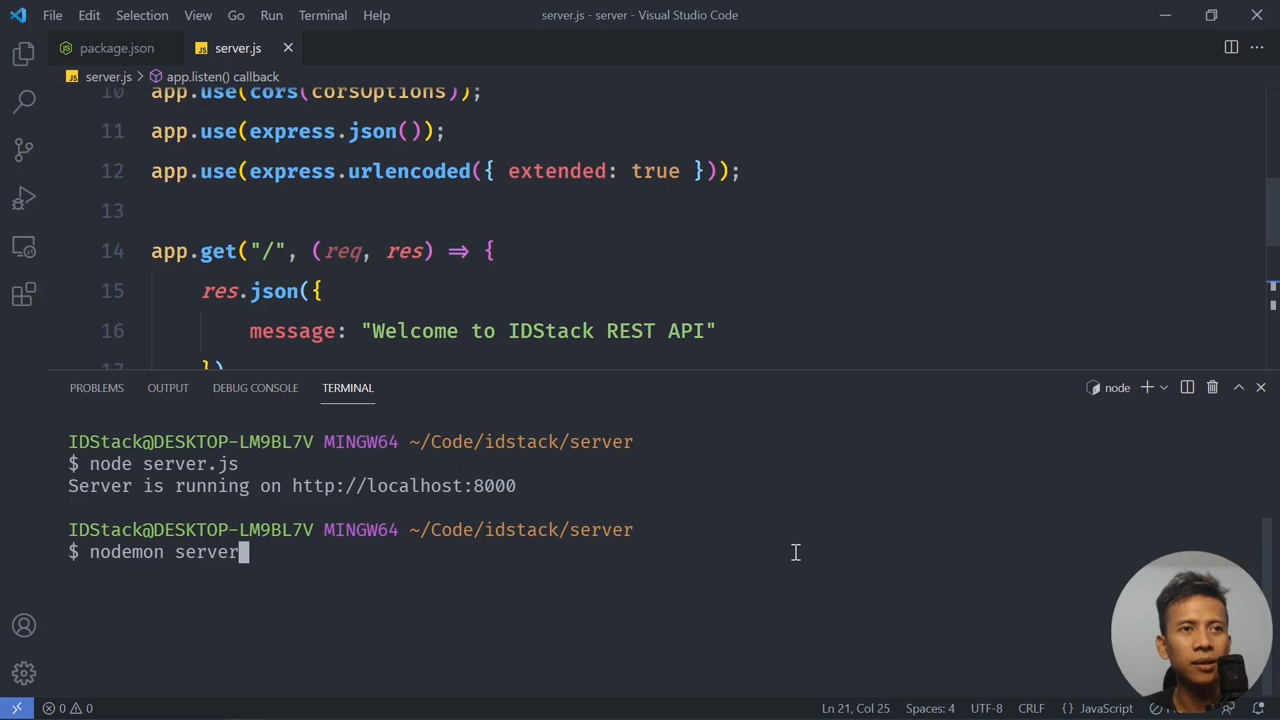 File Edit Selection View Go Run Terminal Help server.js - server - Visual Studio Code
package.json server.js
server.js > app.listen() callback
10 app.use(cors(corsOptions));
11 app.use(express.json());
12 app.use(express.urlencoded({ extended: true }));
13
14 app.get("/", (req, res) => {
15 res.json({
16 message: "Welcome to IDStack REST API"
17 })
PROBLEMS OUTPUT DEBUG CONSOLE TERMINAL node
IDStack@DESKTOP-LM9BL7V MINGW64 ~/Code/idstack/server
$ node server.js
Server is running on http://localhost:8000
IDStack@DESKTOP-LM9BL7V MINGW64 ~/Code/idstack/server
$ nodemon server
0 0 Ln 21, Col 25 Spaces: 4 UTF-8 CRLF {} JavaScript